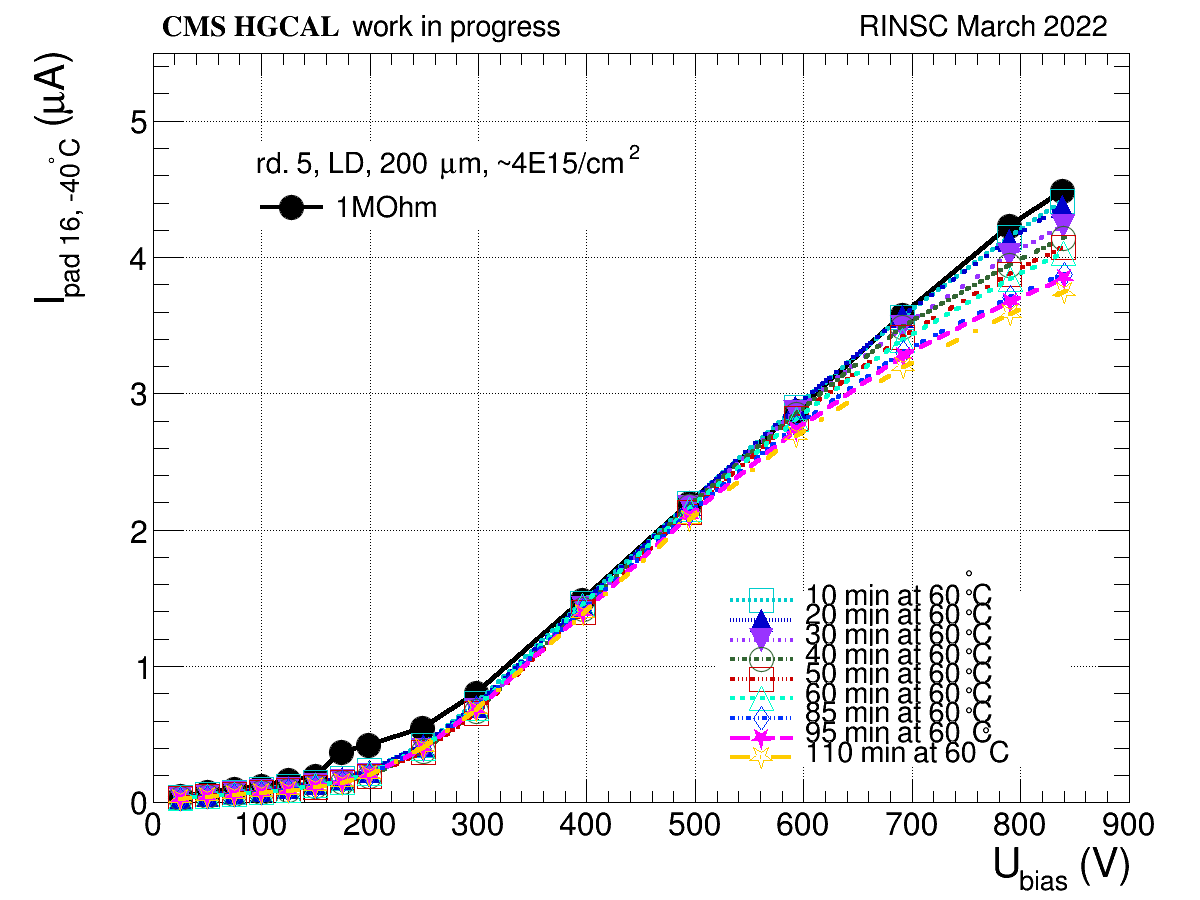 CMS HGCAL work in progress RINSC March 2022
I pad 16, -40°C (μA)
5
4
3
2
1
0
rd. 5, LD, 200 μm, ~4E15/cm²
1MOhm
10 min at 60°C
20 min at 60°C
30 min at 60°C
40 min at 60°C
50 min at 60°C
60 min at 60°C
85 min at 60°C
95 min at 60°C
110 min at 60°C
0 100 200 300 400 500 600 700 800 900
U bias (V)